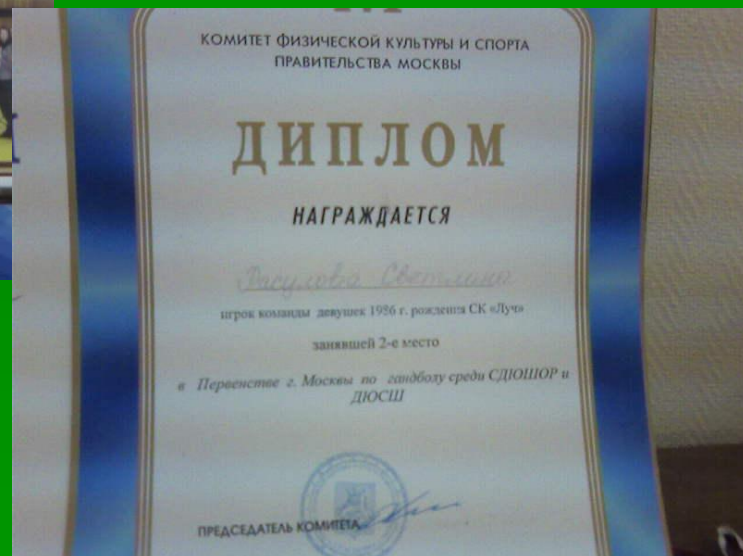 КОМИТЕТ ФИЗИЧЕСКОЙ КУЛЬТУРЫ И СПОРТА
ПРАВИТЕЛЬСТВА МОСКВЫ
ДИПЛОМ
НАГРАЖДАЕТСЯ
Расулова Светлана
игрок команды девушек 1986 г. рождения СК «Луч»
занявшей 2-е место
в Первенстве г. Москвы по гандболу среди СДЮШОР и
ДЮСШ
ПРЕДСЕДАТЕЛЬ КОМИТЕТА